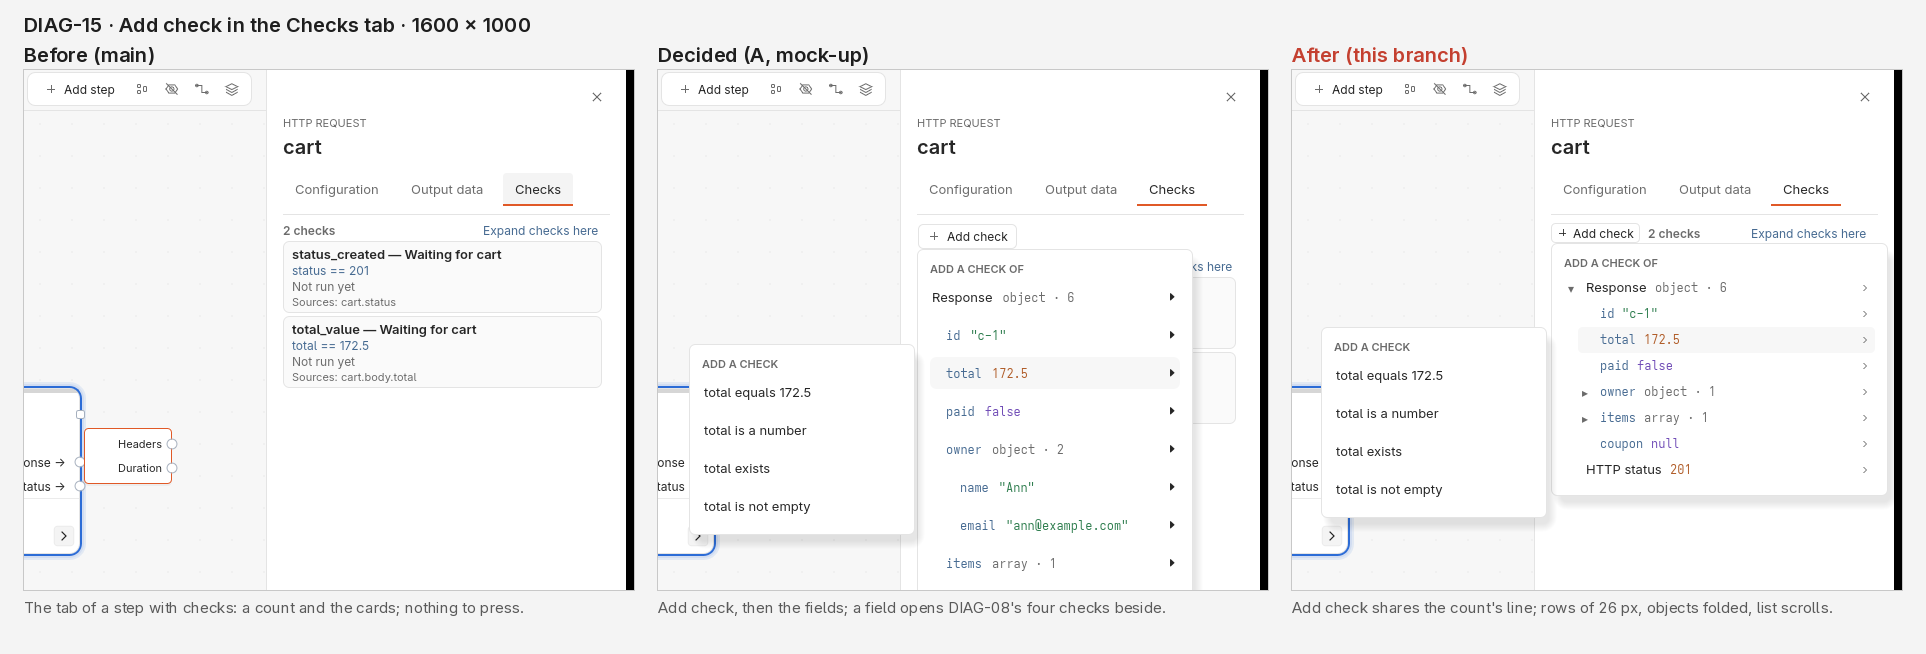 DIAG-15 · Add check in the Checks tab · 1600 × 1000
Before (main)
Add step
HTTP REQUEST
cart
Configuration Output data Checks
2 checks Expand checks here
status_created — Waiting for cart
status == 201
Not run yet
Sources: cart.status
total_value — Waiting for cart
total == 172.5
Not run yet
Sources: cart.body.total
Headers
onse →
Duration
tatus →
The tab of a step with checks: a count and the cards; nothing to press.
Decided (A, mock-up)
Add step
HTTP REQUEST
cart
Configuration Output data Checks
Add check
ks here
ADD A CHECK OF
Response object · 6
id "c-1"
total 172.5
paid false
owner object · 2
name "Ann"
email "ann@example.com"
items array · 1
ADD A CHECK
total equals 172.5
total is a number
total exists
total is not empty
onse
tatus
Add check, then the fields; a field opens DIAG-08's four checks beside.
After (this branch)
Add step
HTTP REQUEST
cart
Configuration Output data Checks
Add check 2 checks Expand checks here
ADD A CHECK OF
Response object · 6
id "c-1"
total 172.5
paid false
owner object · 1
items array · 1
coupon null
HTTP status 201
ADD A CHECK
total equals 172.5
total is a number
total exists
total is not empty
onse
tatus
Add check shares the count's line; rows of 26 px, objects folded, list scrolls.